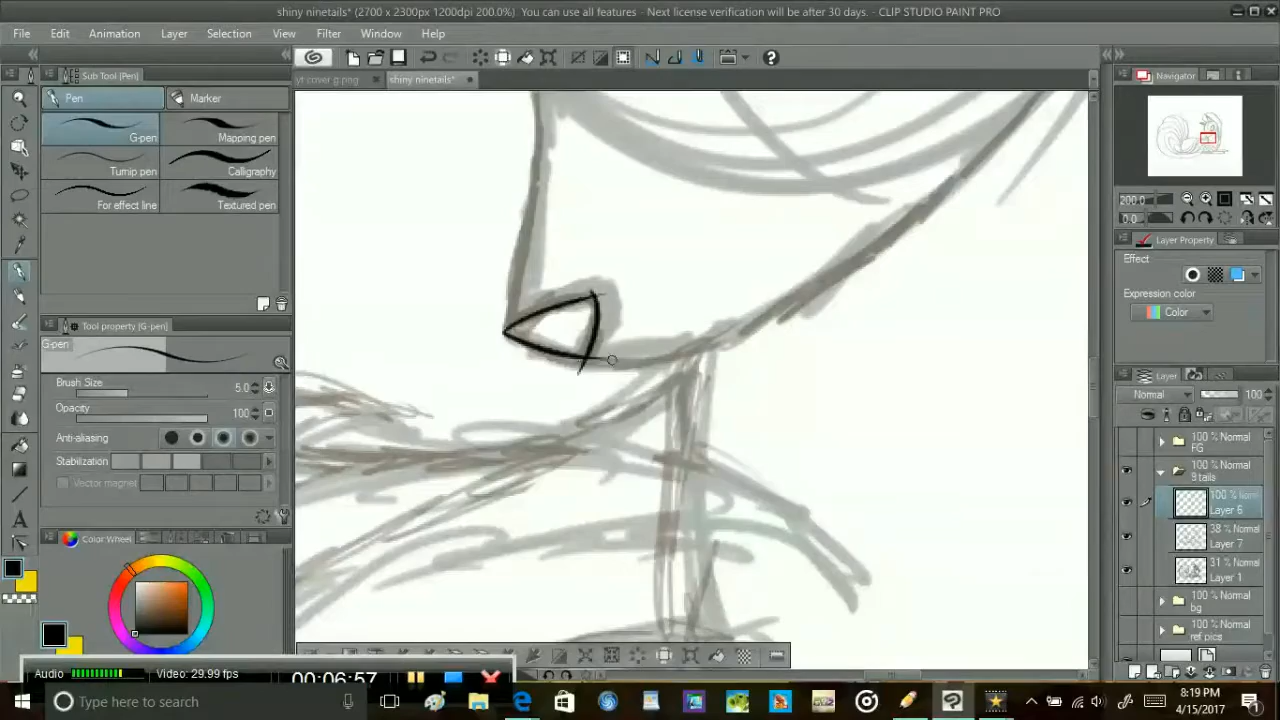 shiny ninetails* (2700 x 2300px 1200dpi 200.0%)  You can use all features - Next license verification will be after 30 days. - CLIP STUDIO PAINT PRO
File Edit Animation Layer Selection View Filter Window Help
Sub Tool [Pen]
yt cover g.png
shiny ninetails*
Navigator
Pen
Marker
G-pen
Mapping pen
Turnip pen
Calligraphy
For effect line
Textured pen
200.0
0.0
Layer Property
Effect
Expression color
Color
Tool property [G-pen]
G-pen
Brush Size 5.0
Opacity 100
Anti-aliasing
Stabilization
Vector magnet
Layer
Normal 100
100 % Normal
FG
100 % Normal
9 tails
Layer 6
38 % Normal
Layer 7
31 % Normal
Layer 1
100 % Normal
bg
100 % Normal
ref pics
Color Wheel
Audio
Video: 29.99 fps
00:06:57
Type here to search
8:19 PM
4/15/2017